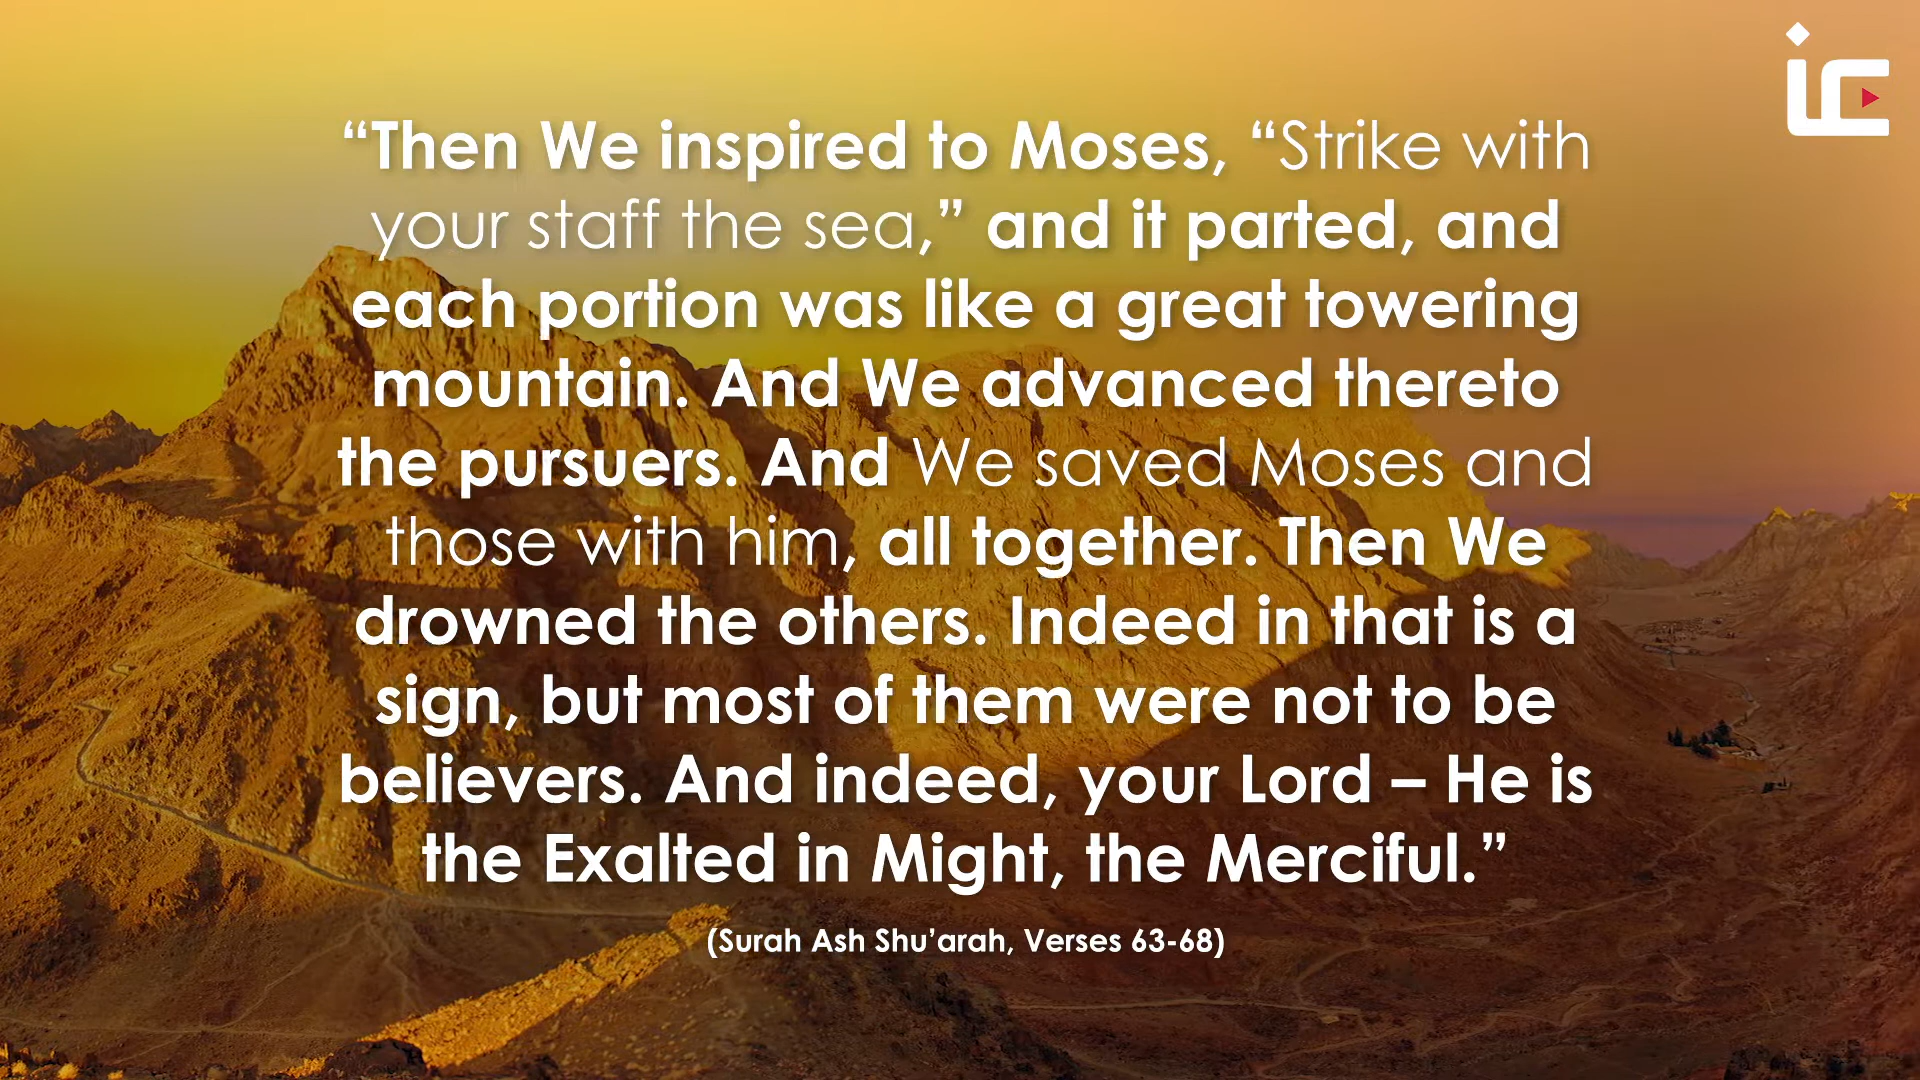 “Then We inspired to Moses, “Strike with
your staff the sea,” and it parted, and
each portion was like a great towering
mountain. And We advanced thereto
the pursuers. And We saved Moses and
those with him, all together. Then We
drowned the others. Indeed in that is a
sign, but most of them were not to be
believers. And indeed, your Lord – He is
the Exalted in Might, the Merciful.”
(Surah Ash Shu’arah, Verses 63-68)